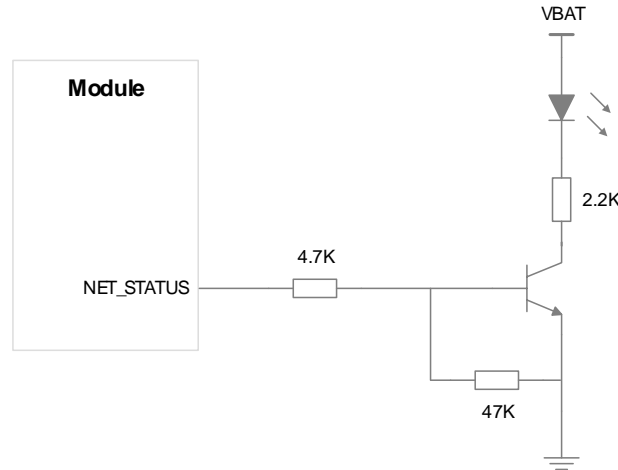 VBAT
Module
2.2K
4.7K
NET_STATUS
47K